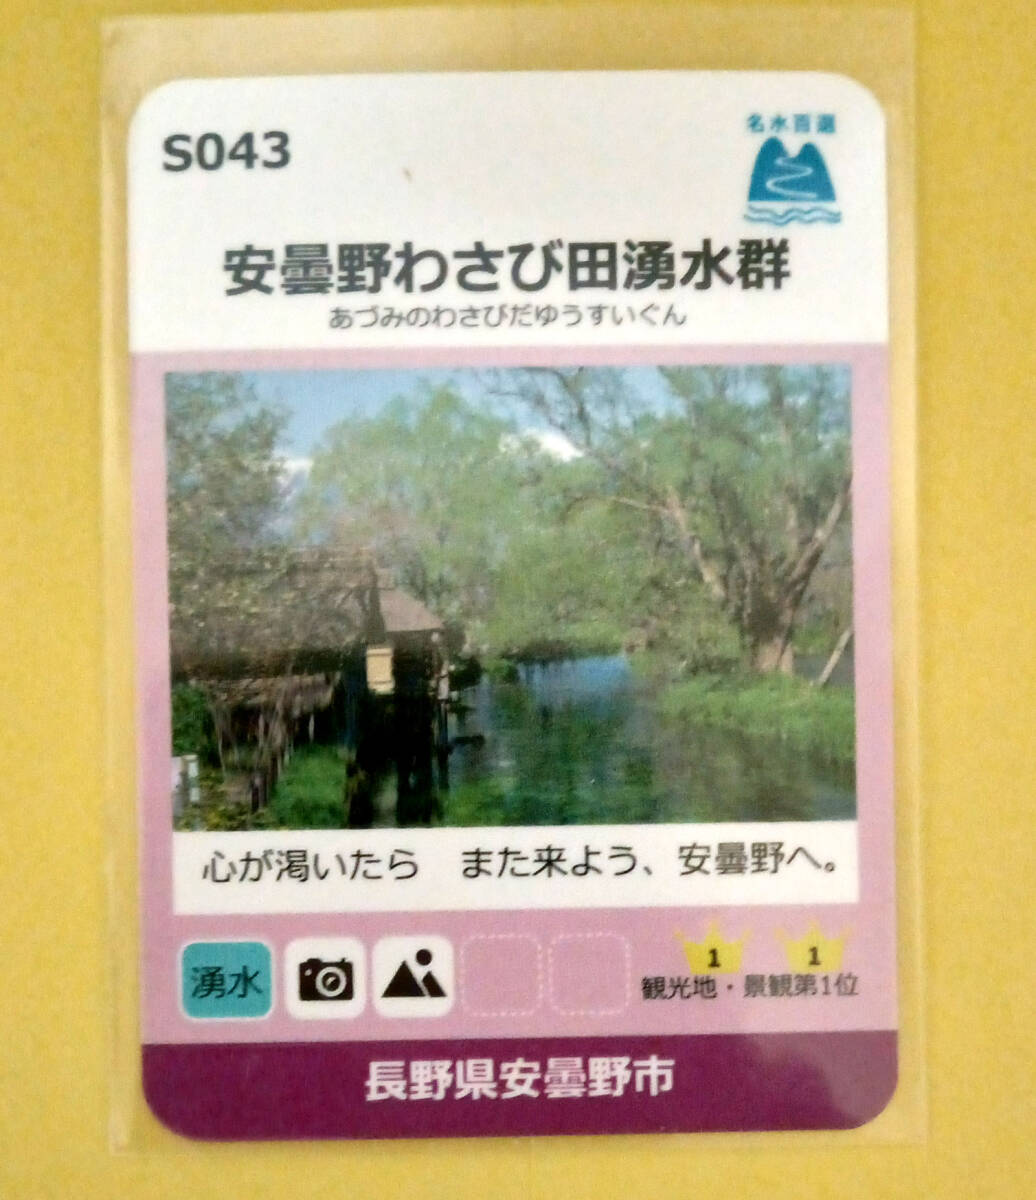 S043
名水百選
安曇野わさび田湧水群
あづみのわさびだゆうすいぐん
心が渇いたら　また来よう、安曇野へ。
湧水
1 1
観光地・景観第1位
長野県安曇野市